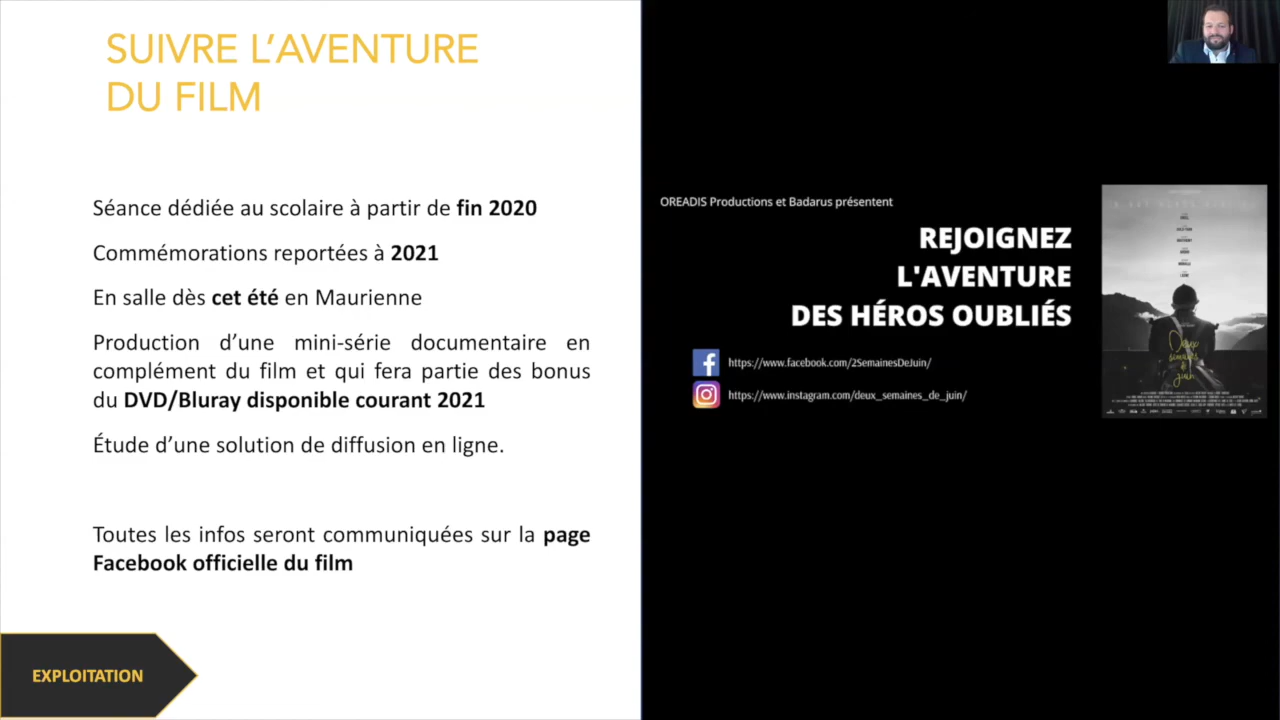 SUIVRE L’AVENTURE
DU FILM
Séance dédiée au scolaire à partir de fin 2020
Commémorations reportées à 2021
En salle dès cet été en Maurienne
Production d’une mini-série documentaire en
complément du film et qui fera partie des bonus
du DVD/Bluray disponible courant 2021
Étude d’une solution de diffusion en ligne.
Toutes les infos seront communiquées sur la page
Facebook officielle du film
EXPLOITATION
OREADIS Productions et Badarus présentent
REJOIGNEZ
L'AVENTURE
DES HÉROS OUBLIÉS
https://www.facebook.com/2SemainesDeJuin/
https://www.instagram.com/deux_semaines_de_juin/
Deux
semaines
de juin